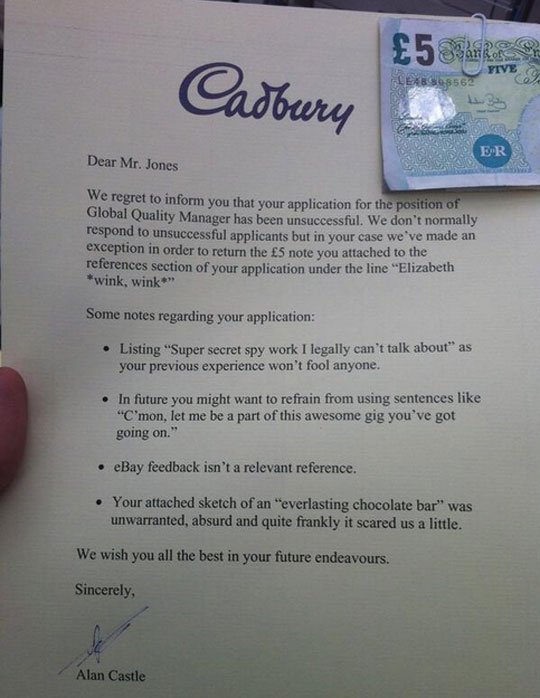 £5 Bank of
FIVE
LE48 898562
Cadbury
E R
Dear Mr. Jones
We regret to inform you that your application for the position of
Global Quality Manager has been unsuccessful. We don't normally
respond to unsuccessful applicants but in your case we've made an
exception in order to return the £5 note you attached to the
references section of your application under the line “Elizabeth
*wink, wink*”
Some notes regarding your application:
• Listing “Super secret spy work I legally can't talk about” as
your previous experience won't fool anyone.
• In future you might want to refrain from using sentences like
“C'mon, let me be a part of this awesome gig you've got
going on.”
• eBay feedback isn't a relevant reference.
• Your attached sketch of an “everlasting chocolate bar” was
unwarranted, absurd and quite frankly it scared us a little.
We wish you all the best in your future endeavours.
Sincerely,
Alan Castle